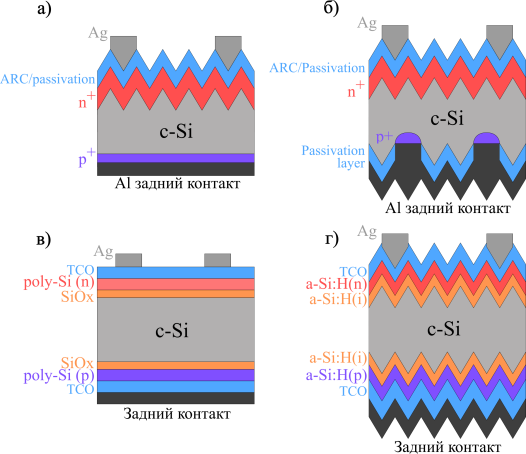 а)
Ag
ARC/passivation
n+
c-Si
p+
Al задний контакт
б)
Ag
ARC/Passivation
n+
c-Si
p+
Passivation
layer
Al задний контакт
в)
Ag
TCO
poly-Si (n)
SiOx
c-Si
SiOx
poly-Si (p)
TCO
Задний контакт
г)
Ag
TCO
a-Si:H(n)
a-Si:H(i)
c-Si
a-Si:H(i)
a-Si:H(p)
TCO
Задний контакт